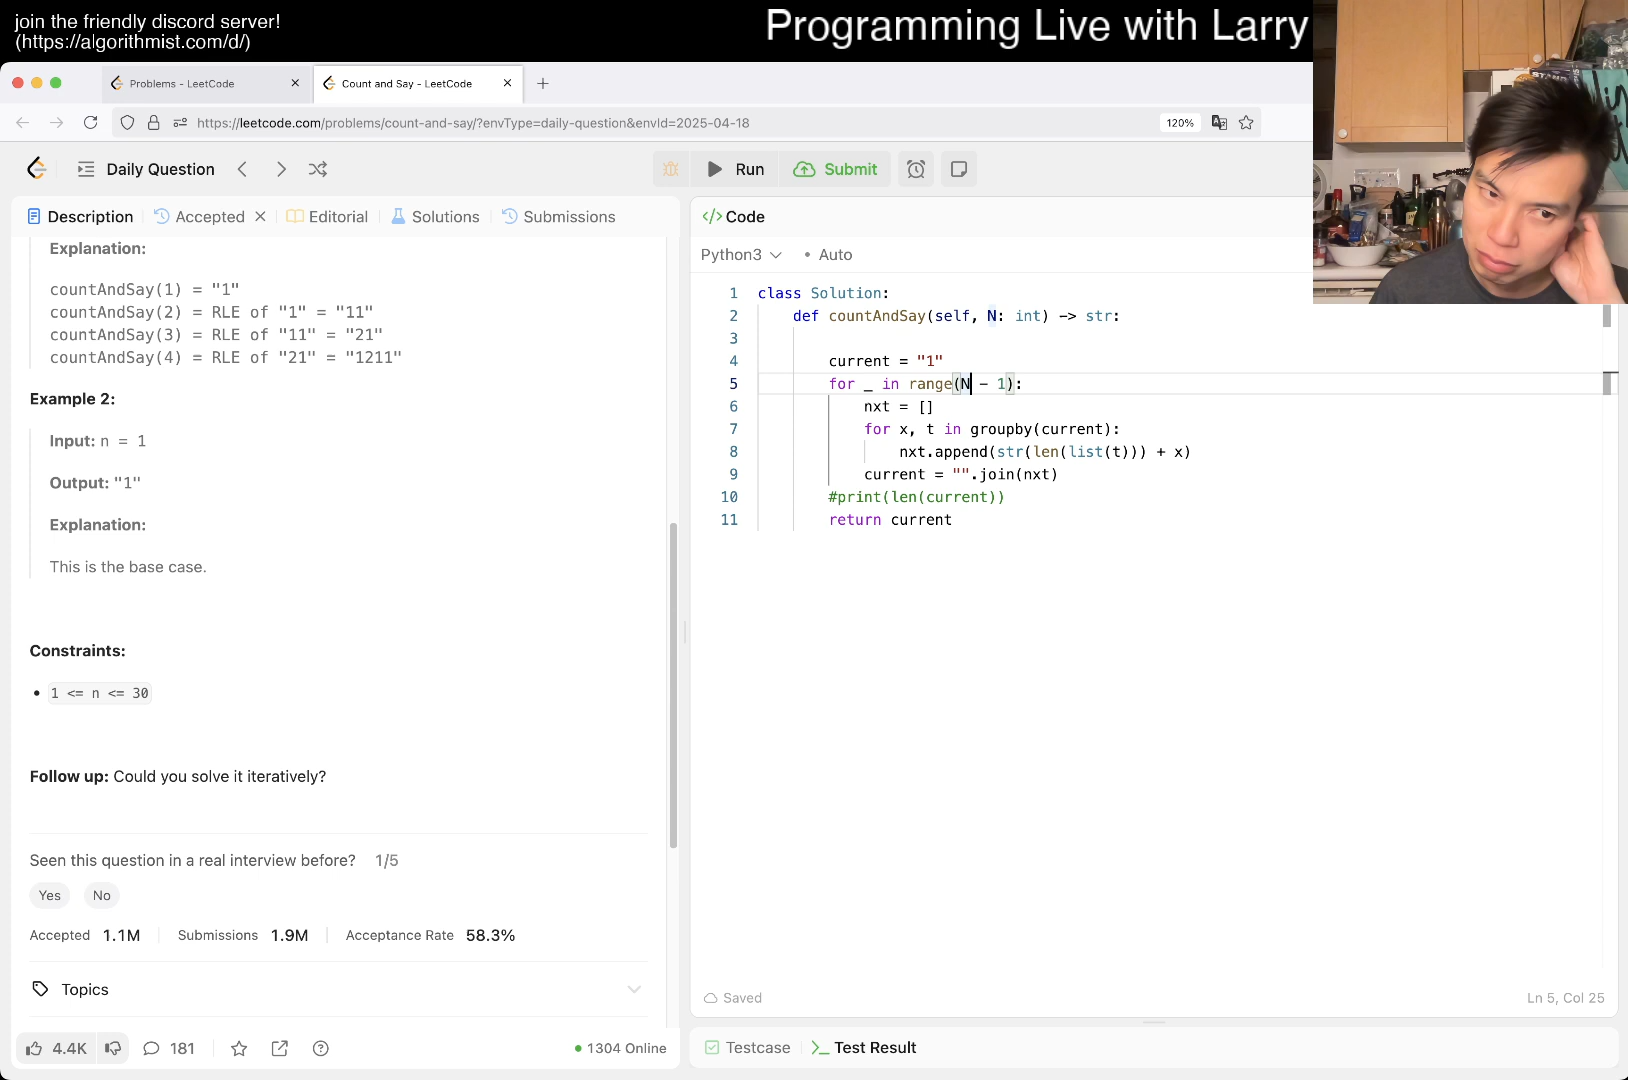 join the friendly discord server!
(https://algorithmist.com/d/)
Programming Live with Larry
Problems - LeetCode
Count and Say - LeetCode
https://leetcode.com/problems/count-and-say/?envType=daily-question&envId=2025-04-18
120%
Daily Question
Run
Submit
Description
Accepted
Editorial
Solutions
Submissions
Explanation:
countAndSay(1) = "1"
countAndSay(2) = RLE of "1" = "11"
countAndSay(3) = RLE of "11" = "21"
countAndSay(4) = RLE of "21" = "1211"
Example 2:
Input: n = 1
Output: "1"
Explanation:
This is the base case.
Constraints:
• 1 <= n <= 30
Follow up: Could you solve it iteratively?
Seen this question in a real interview before? 1/5
Yes No
Accepted 1.1M Submissions 1.9M Acceptance Rate 58.3%
Topics
4.4K 181 • 1304 Online
</> Code
Python3 • Auto
1 class Solution:
2 def countAndSay(self, N: int) -> str:
3
4 current = "1"
5 for _ in range(N - 1):
6 nxt = []
7 for x, t in groupby(current):
8 nxt.append(str(len(list(t))) + x)
9 current = "".join(nxt)
10 #print(len(current))
11 return current
Saved
Ln 5, Col 25
Testcase
Test Result